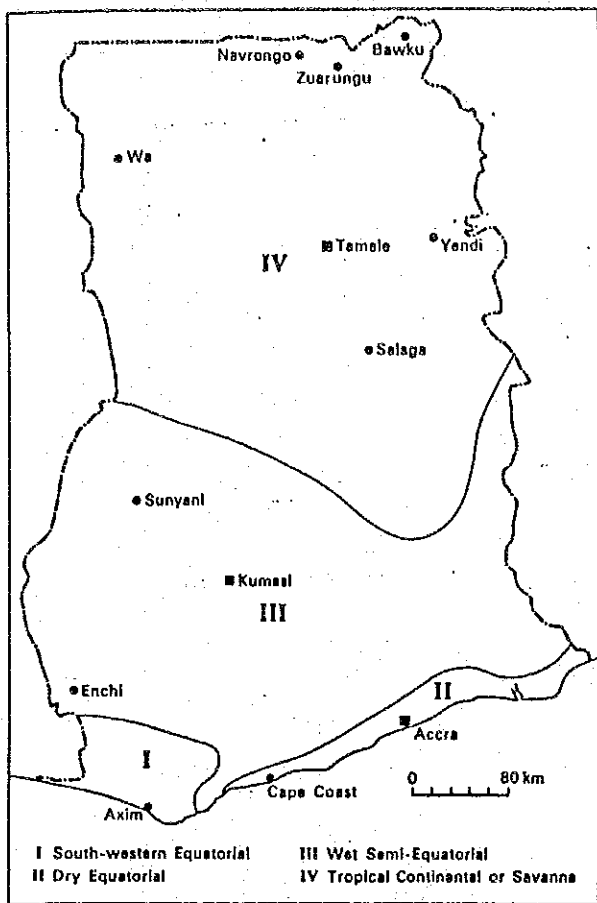 Bawku
Navrongo
Zuarungu
Wa
Tamale
Yendi
IV
Salaga
Sunyani
Kumasi
III
Enchi
II
Accra
I
0 80 km
Cape Coast
Axim
I South-western Equatorial
III Wet Semi-Equatorial
II Dry Equatorial
IV Tropical Continental or Savanna